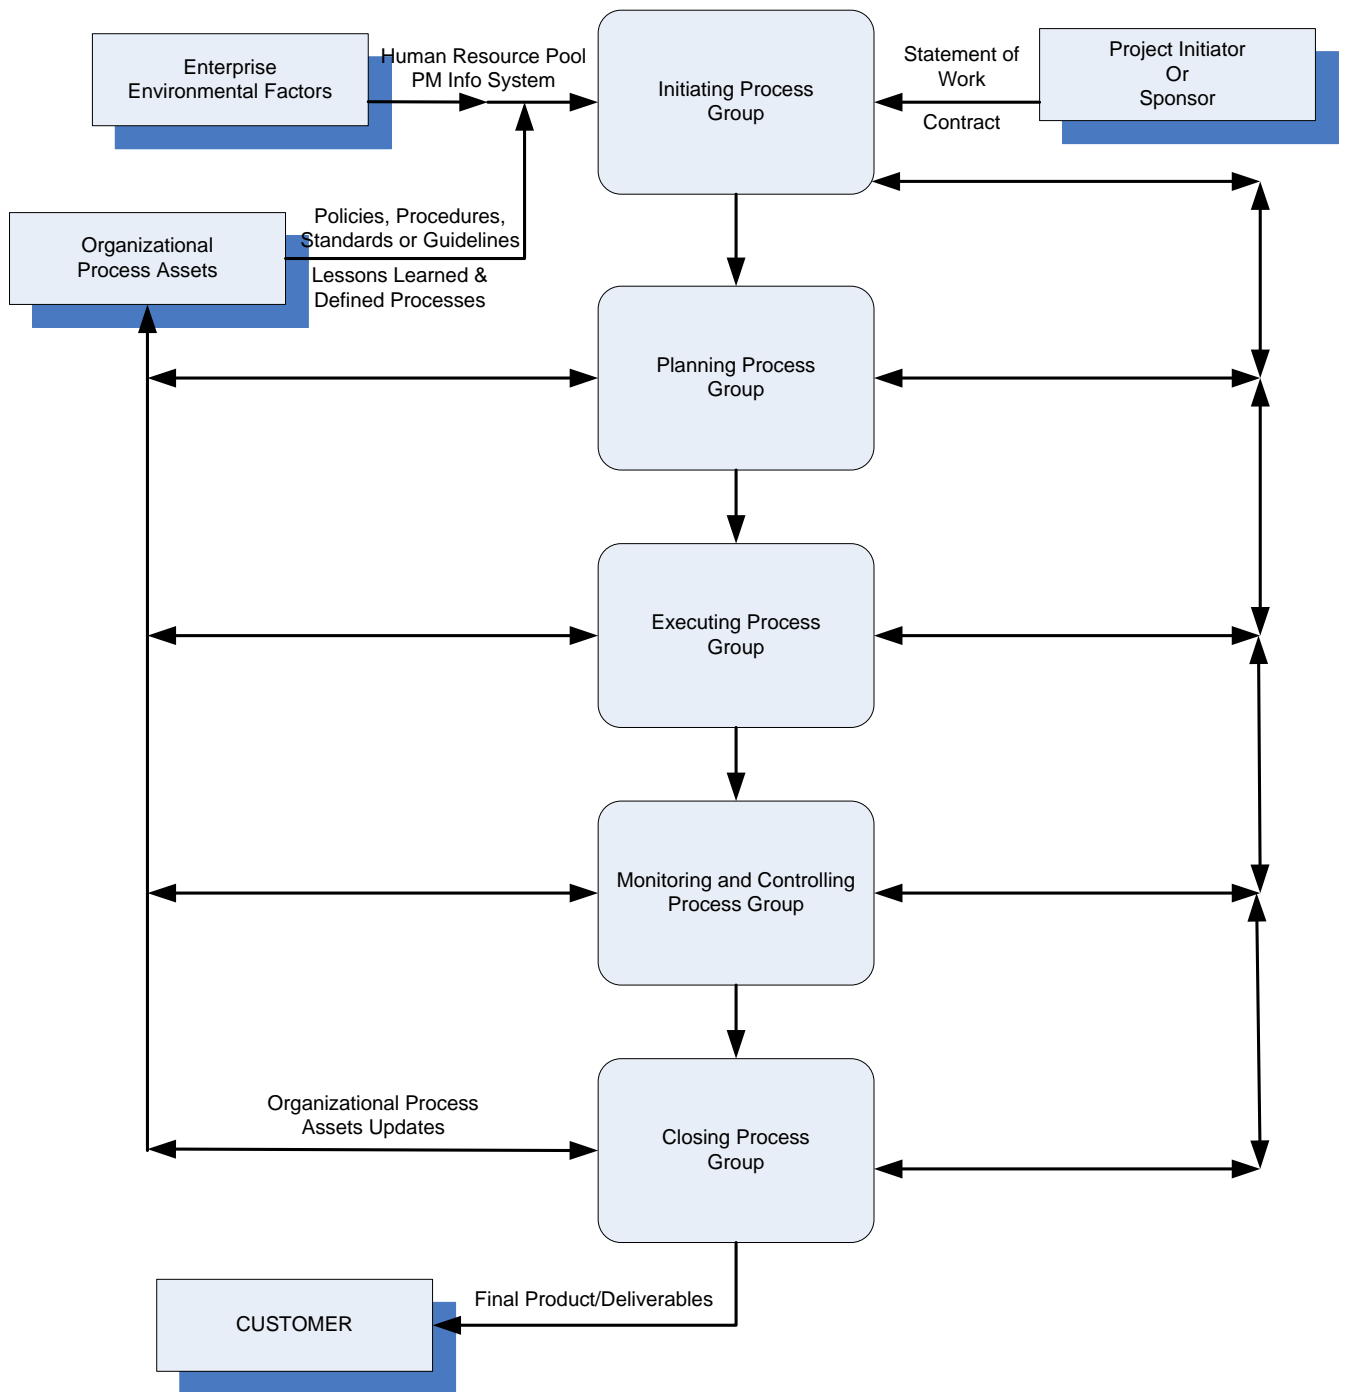 Enterprise
Environmental Factors
Human Resource Pool
PM Info System
Initiating Process
Group
Statement of
Work
Contract
Project Initiator
Or
Sponsor
Organizational
Process Assets
Policies, Procedures,
Standards or Guidelines
Lessons Learned &
Defined Processes
Planning Process
Group
Executing Process
Group
Monitoring and Controlling
Process Group
Organizational Process
Assets Updates
Closing Process
Group
CUSTOMER
Final Product/Deliverables